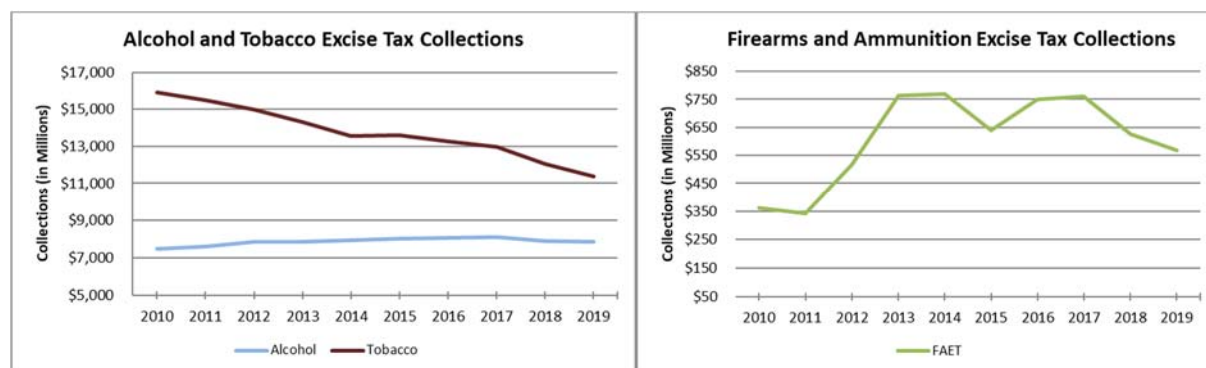 Alcohol and Tobacco Excise Tax Collections
Collections (in Millions)
$17,000
$15,000
$13,000
$11,000
$9,000
$7,000
$5,000
2010 2011 2012 2013 2014 2015 2016 2017 2018 2019
Alcohol Tobacco
Firearms and Ammunition Excise Tax Collections
Collections (in Millions)
$850
$750
$650
$550
$450
$350
$250
$150
$50
2010 2011 2012 2013 2014 2015 2016 2017 2018 2019
FAET